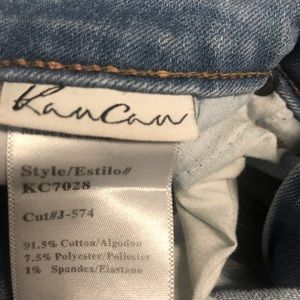 KanCan
Style/Estilo#
KC7028
Cut#J-574
91.5% Cotton/Algodon
7.5% Polyester/Poliester
1% Spandex/Elastano